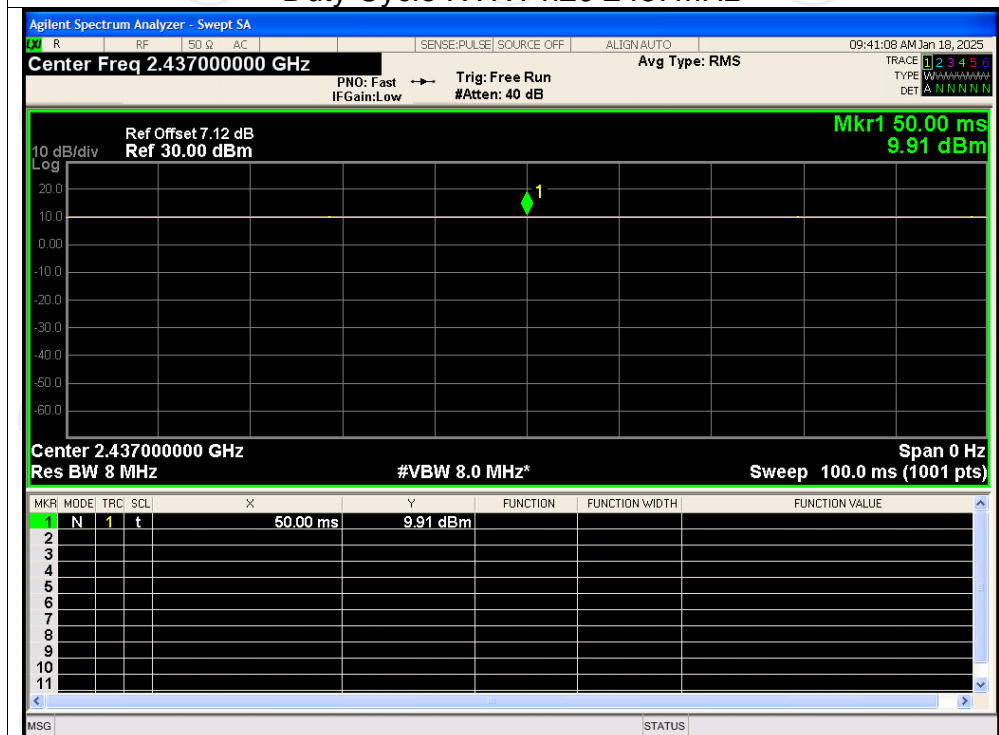 Agilent Spectrum Analyzer - Swept SA
LXI R RF 50 Ω AC SENSE:PULSE SOURCE OFF ALIGN AUTO 09:41:08 AM Jan 18, 2025
Center Freq 2.437000000 GHz Avg Type: RMS TRACE 1 2 3 4 5 6
PNO: Fast Trig: Free Run TYPE WWWWWW
IFGain:Low #Atten: 40 dB DET A N N N N N
Mkr1 50.00 ms
Ref Offset 7.12 dB
10 dB/div Ref 30.00 dBm 9.91 dBm
Log
20.0
1
10.0
0.00
-10.0
-20.0
-30.0
-40.0
-50.0
-60.0
Center 2.437000000 GHz Span 0 Hz
Res BW 8 MHz #VBW 8.0 MHz* Sweep 100.0 ms (1001 pts)
MKR MODE TRC SCL X Y FUNCTION FUNCTION WIDTH FUNCTION VALUE
1 N 1 t 50.00 ms 9.91 dBm
2
3
4
5
6
7
8
9
10
11
MSG STATUS